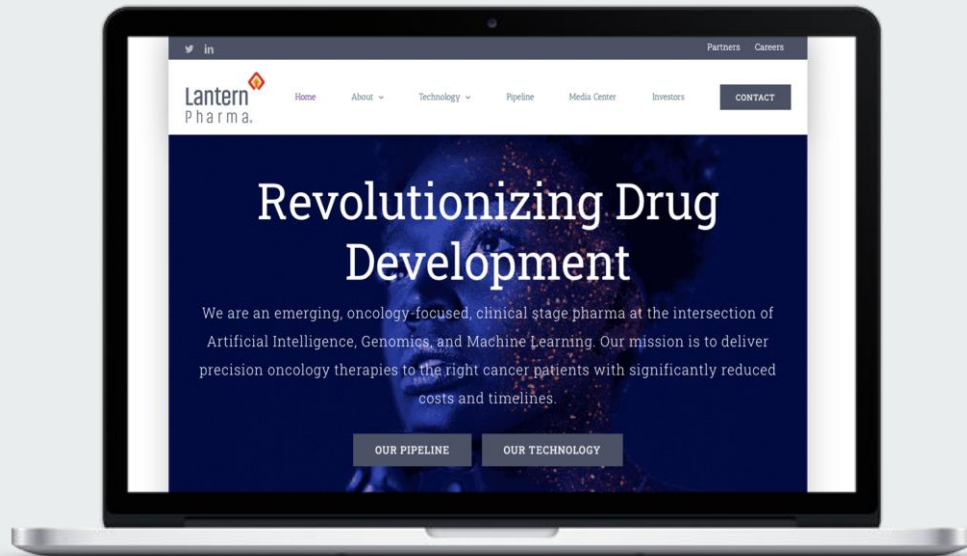 in
Partners Careers
Lantern
Pharma.
Home About Technology Pipeline Media Center Investors CONTACT
Revolutionizing Drug
Development
We are an emerging, oncology-focused, clinical stage pharma at the intersection of
Artificial Intelligence, Genomics, and Machine Learning. Our mission is to deliver
precision oncology therapies to the right cancer patients with significantly reduced
costs and timelines.
OUR PIPELINE OUR TECHNOLOGY